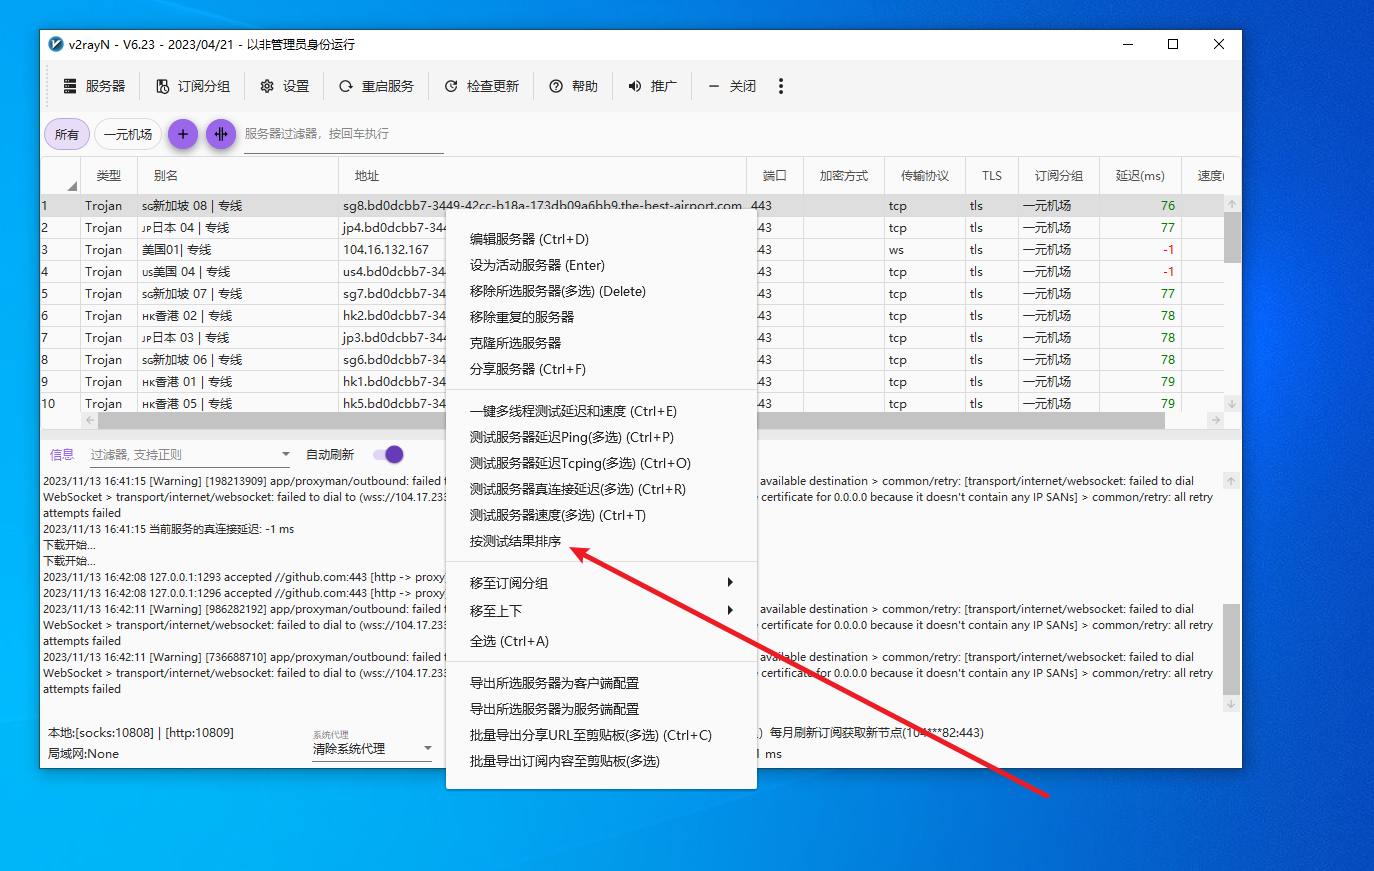 v2rayN - V6.23 - 2023/04/21 - 以非管理员身份运行
服务器 订阅分组 设置 重启服务 检查更新 帮助 推广 关闭
所有 一元机场 服务器过滤器，按回车执行
类型 别名 地址 端口 加密方式 传输协议 TLS 订阅分组 延迟(ms) 速度(
1 Trojan SG新加坡 08 | 专线 sg8.bd0dcbb7-3449-42cc-b18a-173db09a6bb9.the-best-airport.com 443 tcp tls 一元机场 76
2 Trojan JP日本 04 | 专线 jp4.bd0dcbb7-344 43 tcp tls 一元机场 77
3 Trojan 美国01| 专线 104.16.132.167 43 ws tls 一元机场 -1
4 Trojan US美国 04 | 专线 us4.bd0dcbb7-344 43 tcp tls 一元机场 -1
5 Trojan SG新加坡 07 | 专线 sg7.bd0dcbb7-344 43 tcp tls 一元机场 77
6 Trojan HK香港 02 | 专线 hk2.bd0dcbb7-344 43 tcp tls 一元机场 78
7 Trojan JP日本 03 | 专线 jp3.bd0dcbb7-344 43 tcp tls 一元机场 78
8 Trojan SG新加坡 06 | 专线 sg6.bd0dcbb7-344 43 tcp tls 一元机场 78
9 Trojan HK香港 01 | 专线 hk1.bd0dcbb7-34 43 tcp tls 一元机场 79
10 Trojan HK香港 05 | 专线 hk5.bd0dcbb7-34 43 tcp tls 一元机场 79
编辑服务器 (Ctrl+D)
设为活动服务器 (Enter)
移除所选服务器(多选) (Delete)
移除重复的服务器
克隆所选服务器
分享服务器 (Ctrl+F)
一键多线程测试延迟和速度 (Ctrl+E)
测试服务器延迟Ping(多选) (Ctrl+P)
测试服务器延迟Tcping(多选) (Ctrl+O)
测试服务器真连接延迟(多选) (Ctrl+R)
测试服务器速度(多选) (Ctrl+T)
按测试结果排序
移至订阅分组
移至上下
全选 (Ctrl+A)
导出所选服务器为客户端配置
导出所选服务器为服务端配置
批量导出分享URL至剪贴板(多选) (Ctrl+C)
批量导出订阅内容至剪贴板(多选)
信息 过滤器, 支持正则 自动刷新
2023/11/13 16:41:15 [Warning] [198213909] app/proxyman/outbound: failed t available destination > common/retry: [transport/internet/websocket: failed to dial
WebSocket > transport/internet/websocket: failed to dial to (wss://104.17.233 certificate for 0.0.0.0 because it doesn't contain any IP SANs] > common/retry: all retry
attempts failed
2023/11/13 16:41:15 当前服务的真连接延迟: -1 ms
下载开始...
下载开始...
2023/11/13 16:42:08 127.0.0.1:1293 accepted //github.com:443 [http -> proxy]
2023/11/13 16:42:08 127.0.0.1:1296 accepted //github.com:443 [http -> proxy]
2023/11/13 16:42:11 [Warning] [986282192] app/proxyman/outbound: failed t available destination > common/retry: [transport/internet/websocket: failed to dial
WebSocket > transport/internet/websocket: failed to dial to (wss://104.17.233 certificate for 0.0.0.0 because it doesn't contain any IP SANs] > common/retry: all retry
attempts failed
2023/11/13 16:42:11 [Warning] [736688710] app/proxyman/outbound: failed t available destination > common/retry: [transport/internet/websocket: failed to dial
WebSocket > transport/internet/websocket: failed to dial to (wss://104.17.233 certificate for 0.0.0.0 because it doesn't contain any IP SANs] > common/retry: all retry
attempts failed
本地:[socks:10808] | [http:10809]
局域网:None
系统代理
清除系统代理
) 每月刷新订阅获取新节点(104***82:443)
1 ms